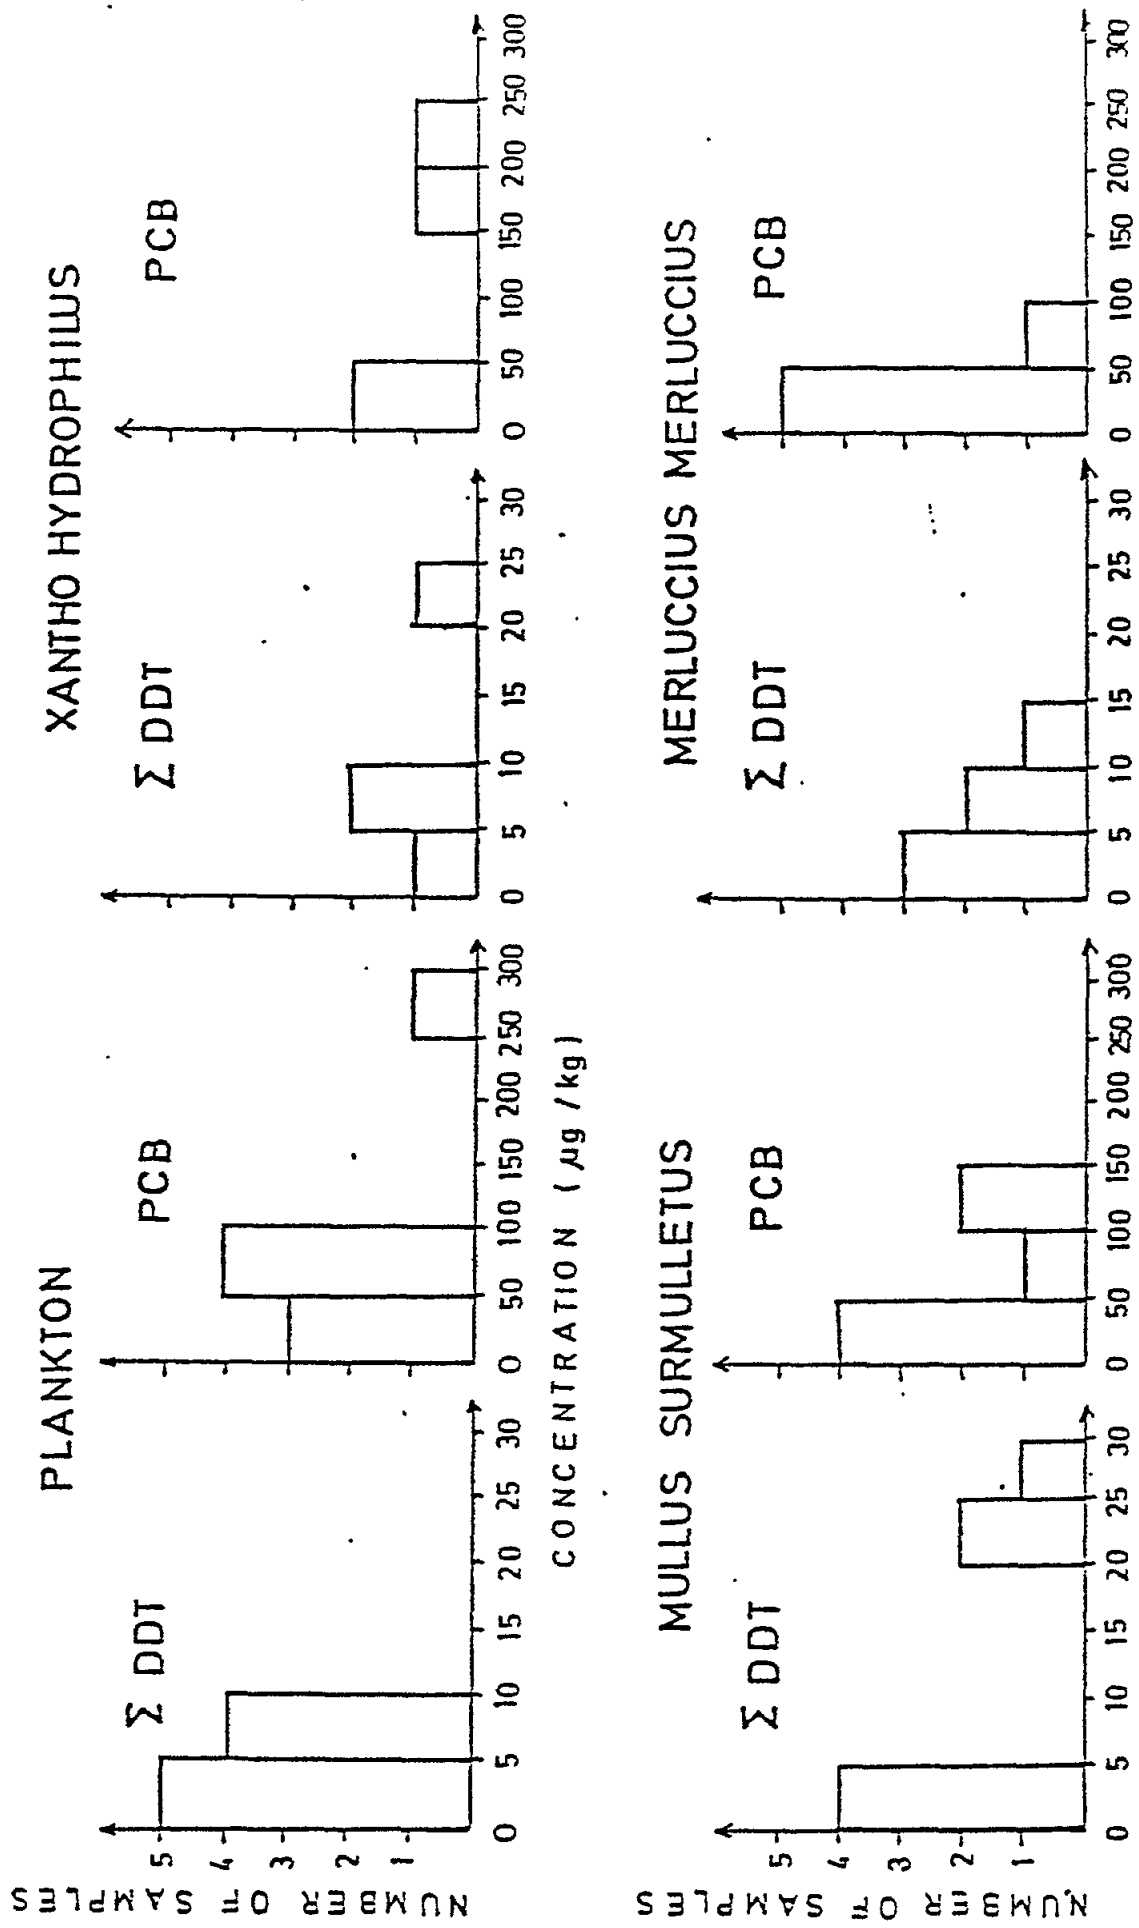 PLANKTON
XANTHO HYDROPHILUS
Σ DDT
PCB
Σ DDT
PCB
NUMBER OF SAMPLES
5
4
3
2
1
0 5 10 15 20 25 30
0 50 100 150 200 250 300
0 5 10 15 20 25 30
0 50 100 150 200 250 300
CONCENTRATION (µg/kg)
MULLUS SURMULLETUS
MERLUCCIUS MERLUCCIUS
Σ DDT
PCB
Σ DDT
PCB
NUMBER OF SAMPLES
5
4
3
2
1
0 5 10 15 20 25 30
0 50 100 150 200 250 300
0 5 10 15 20 25 30
0 50 100 150 200 250 300